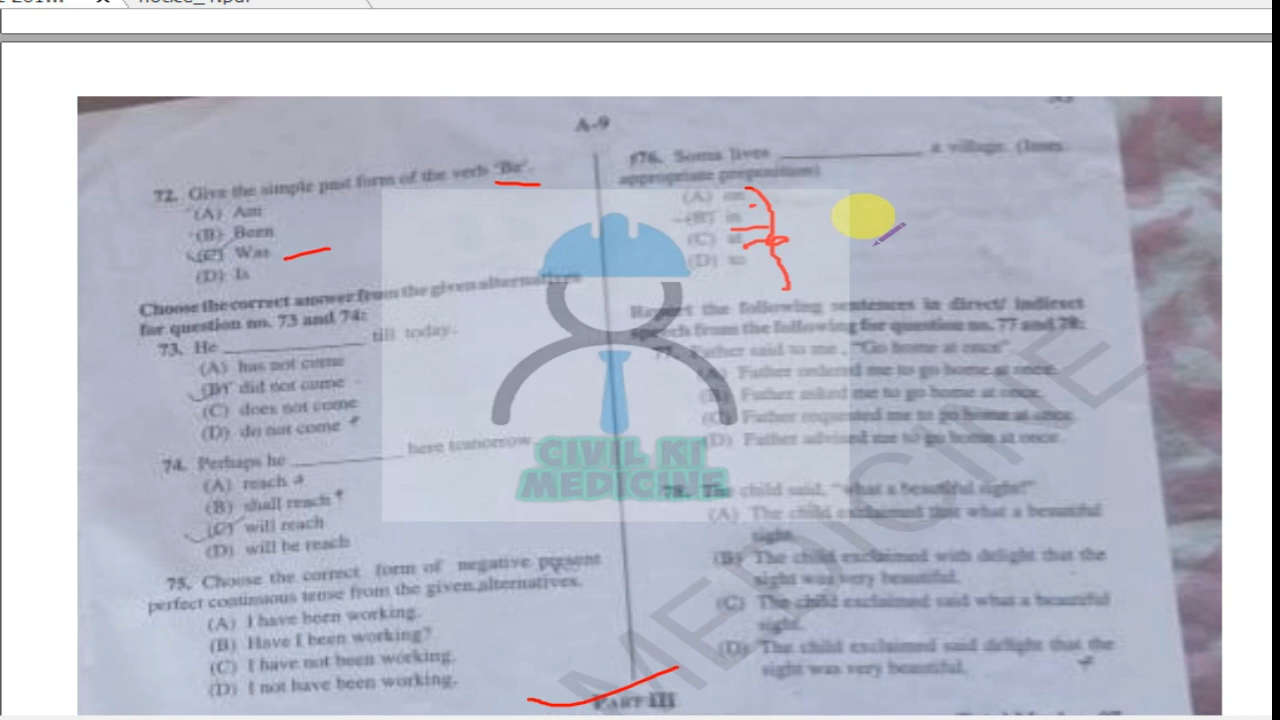 notice_4.pdf
A-9
72. Give the simple past form of the verb 'Be'.
(A) Am
(B) Been
(C) Was
(D) Is
Choose the correct answer from the given alternatives
for question no. 73 and 74:
73. He ____________ till today.
(A) has not come
(B) did not come
(C) does not come
(D) do not come
74. Perhaps he ____________ here tomorrow
(A) reach
(B) shall reach
(C) will reach
(D) will be reach
75. Choose the correct form of negative present
perfect continuous tense from the given alternatives.
(A) I have been working.
(B) Have I been working?
(C) I have not been working.
(D) I not have been working.
76. Soma lives ____________ a village. (Inser
appropriate preposition)
(A) on
(B) in
(C) at
(D) to
Report the following sentences in direct/ indirect
speech from the following for question no. 77 and 78:
77. Father said to me, "Go home at once"
(A) Father ordered me to go home at once.
(B) Father asked me to go home at once.
(C) Father requested me to go home at once.
(D) Father advised me to go home at once.
78. The child said, "what a beautiful sight!"
(A) The child exclaimed that what a beautiful
sight.
(B) The child exclaimed with delight that the
sight was very beautiful.
(C) The child exclaimed said what a beautiful
sight.
(D) The child exclaimed said delight that the
sight was very beautiful.
PART III
CIVIL KI
MEDICINE
MEDICINE